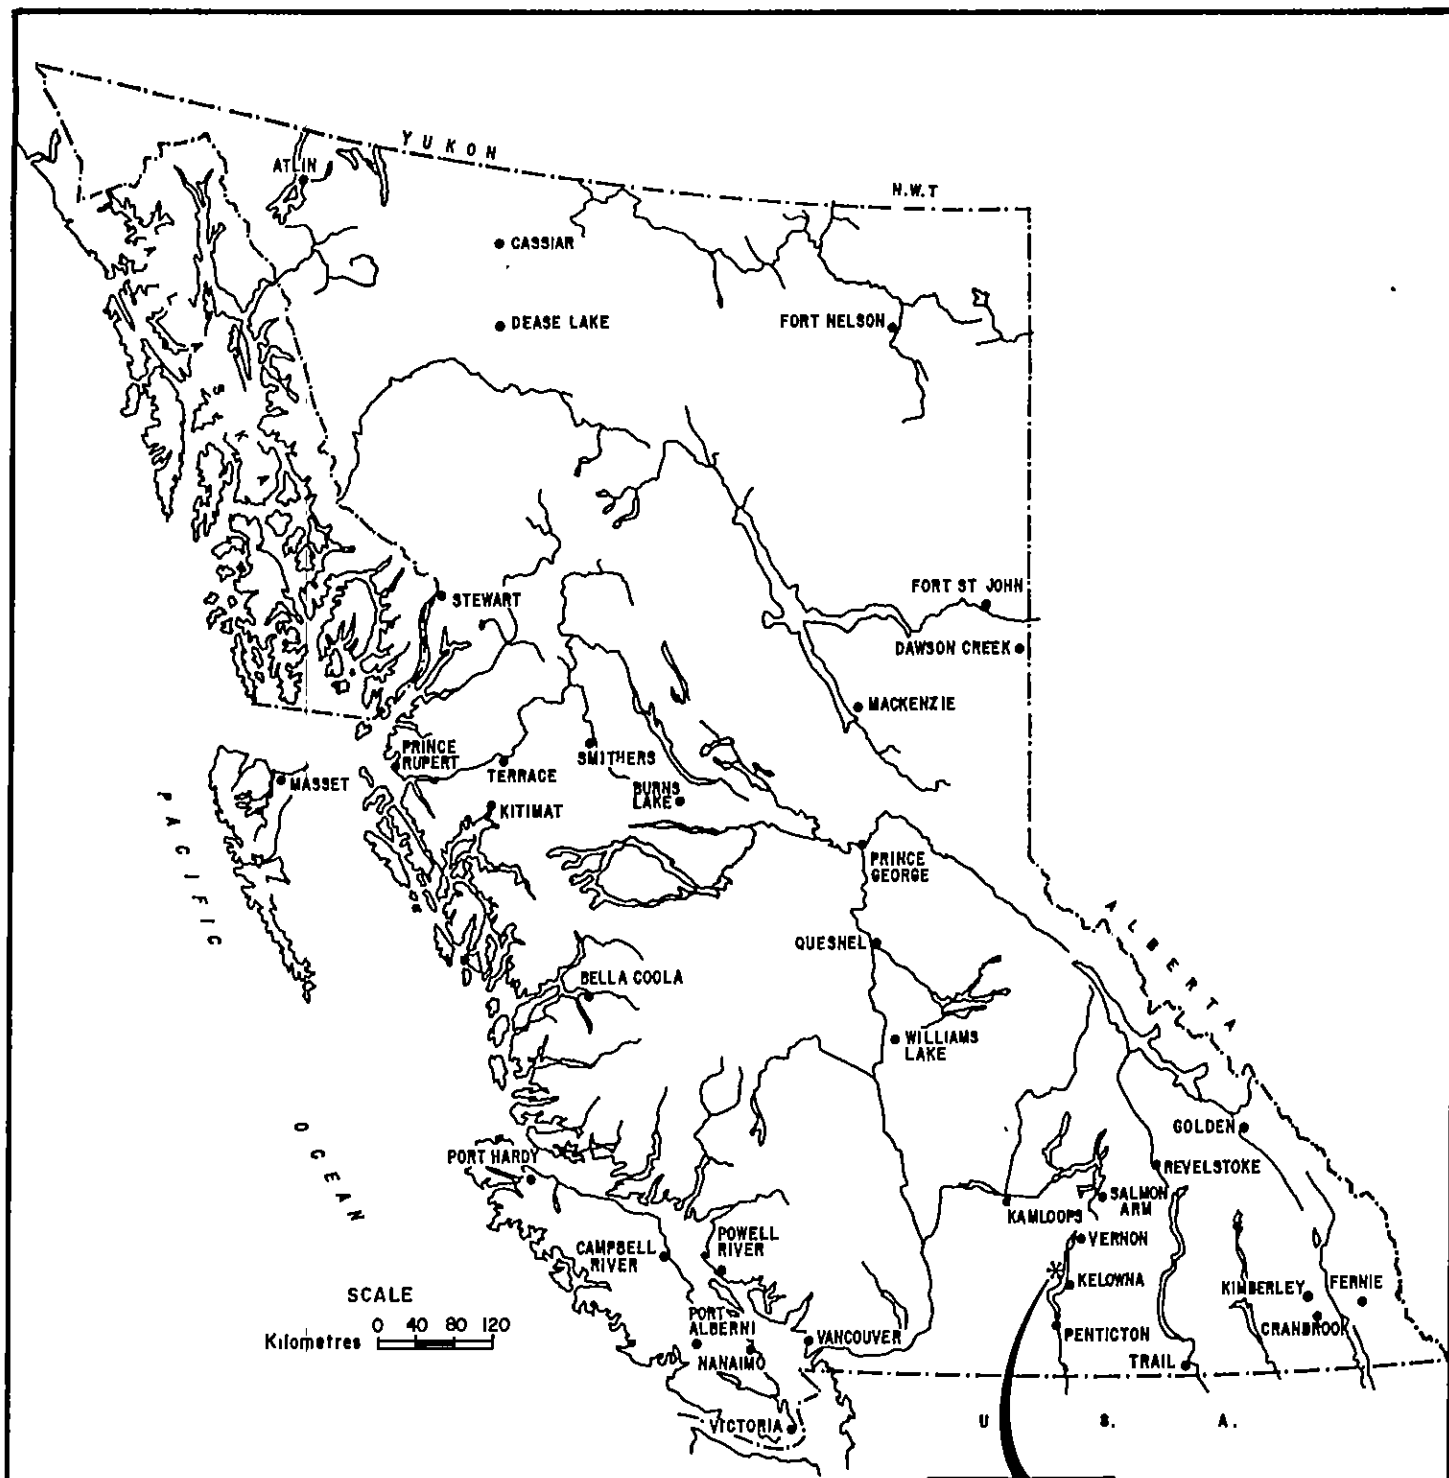 YUKON
N.W.T
ATLIN
CASSIAR
DEASE LAKE
FORT NELSON
ALASKA
STEWART
FORT ST JOHN
DAWSON CREEK
MACKENZIE
PRINCE
RUPERT
TERRACE
SMITHERS
BURNS
LAKE
MASSET
KITIMAT
PRINCE
GEORGE
PACIFIC
ALBERTA
QUESNEL
BELLA COOLA
WILLIAMS
LAKE
OCEAN
GOLDEN
PORT HARDY
REVELSTOKE
SALMON
ARM
KAMLOOPS
VERNON
CAMPBELL
RIVER
POWELL
RIVER
KELOWNA
KIMBERLEY
FERNIE
SCALE
Kilometres 0 40 80 120
PORT
ALBERNI
VANCOUVER
PENTICTON
CRANBROOK
NANAIMO
TRAIL
VICTORIA
U S. A.